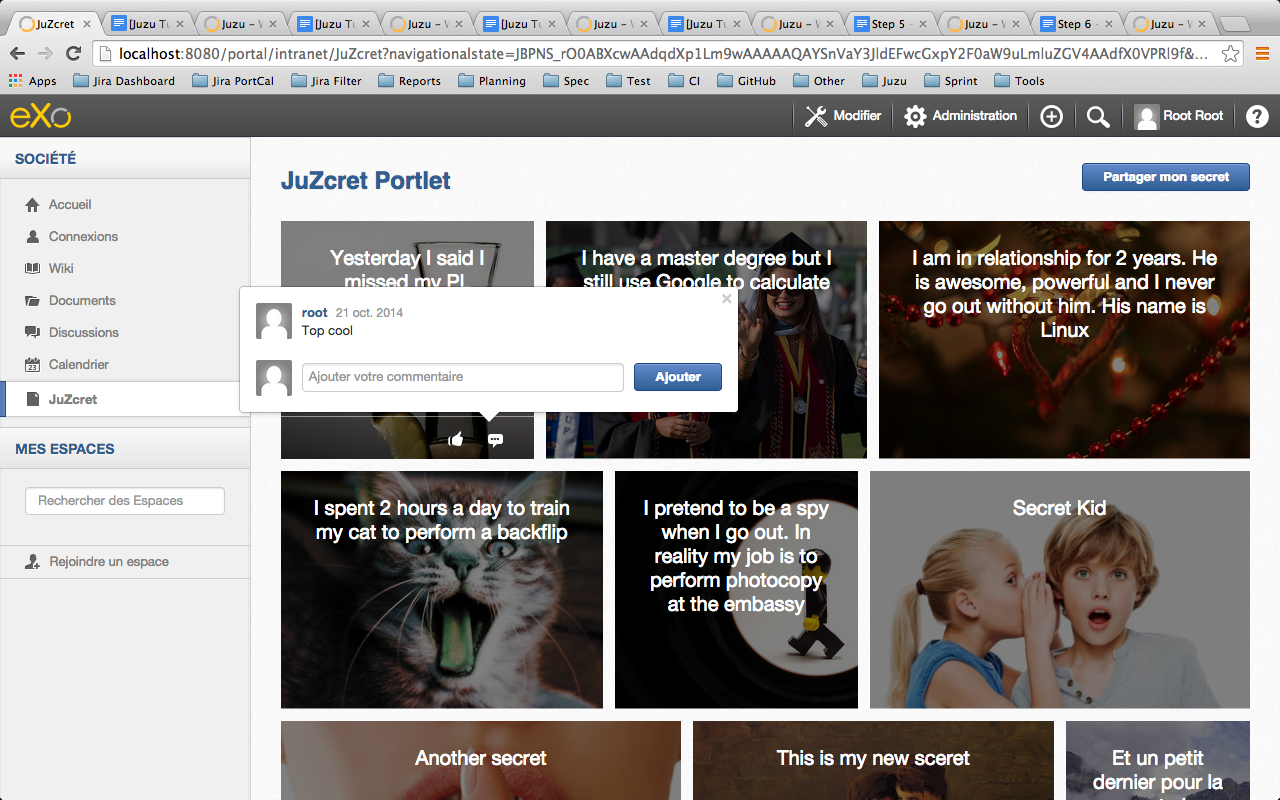 JuZcret
[Juzu Tu
Juzu – V
[Juzu Tu
Juzu – V
[Juzu Tu
Juzu – V
[Juzu Tu
Juzu – V
Step 5 –
Juzu – V
Step 6 –
Juzu – V
Apps
Jira Dashboard
Jira PortCal
Jira Filter
Reports
Planning
Spec
Test
CI
GitHub
Other
Juzu
Sprint
Tools
eXo
Modifier
Administration
Root Root
SOCIÉTÉ
Accueil
Connexions
Wiki
Documents
Discussions
23
Calendrier
JuZcret
MES ESPACES
Rechercher des Espaces
Rejoindre un espace
JuZcret Portlet
Partager mon secret
Yesterday I said I
missed my PL
I have a master degree but I
still use Google to calculate
I am in relationship for 2 years. He
is awesome, powerful and I never
go out without him. His name is
Linux
root 21 oct. 2014
Top cool
Ajouter votre commentaire
Ajouter
I spent 2 hours a day to train
my cat to perform a backflip
I pretend to be a spy
when I go out. In
reality my job is to
perform photocopy
at the embassy
Secret Kid
Another secret
This is my new sceret
Et un petit
dernier pour la